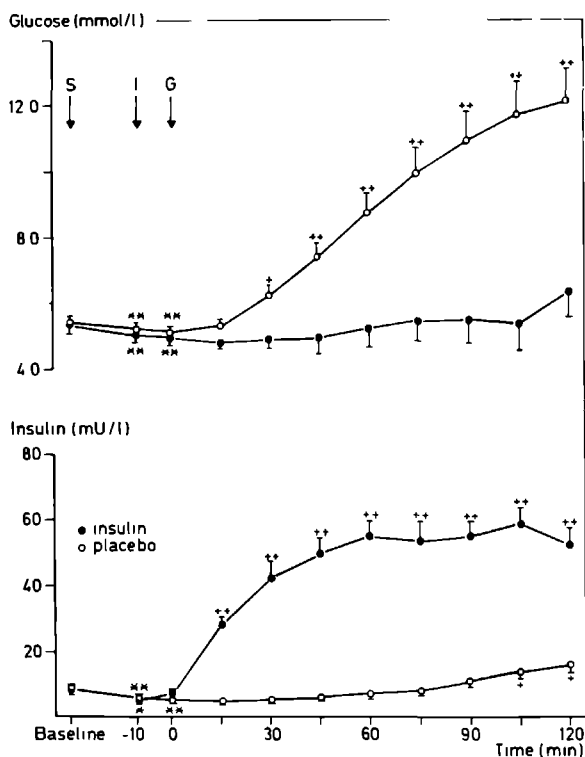 Glucose (mmol/l)
S I G
12 0
8 0
4 0
+ ++ ++ ++ ++ ++ ++
** **
** **
Insulin (mU/l)
80
60
40
20
insulin
placebo
++ ++ ++ ++ ++ ++ ++ ++
**
* **
+ +
Baseline -10 0 30 60 90 120
Time (min)